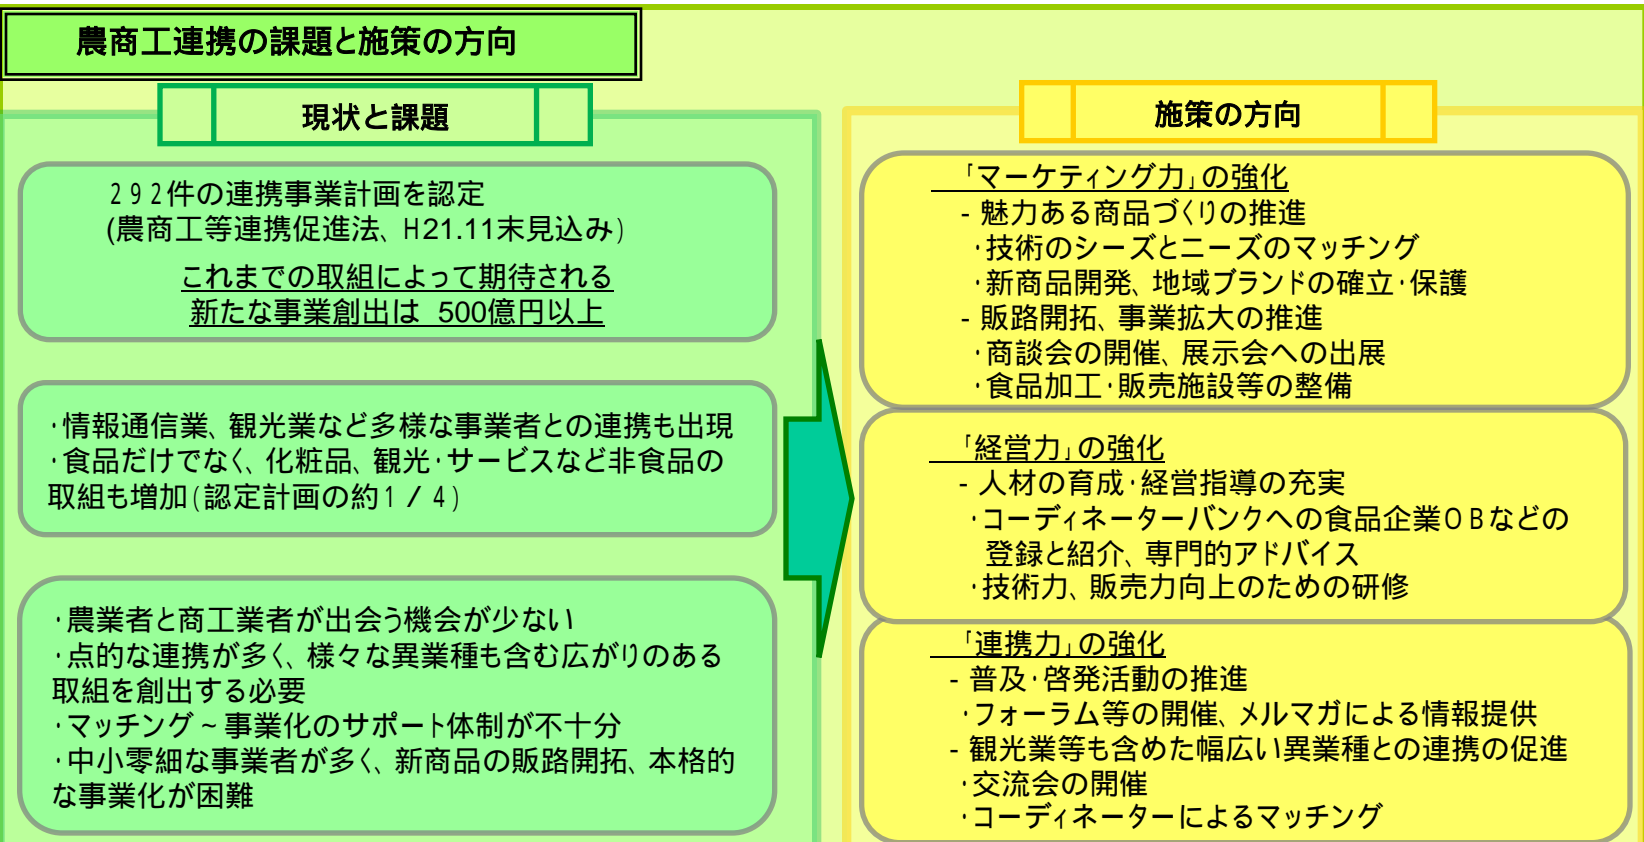 農商工連携の課題と施策の方向
現状と課題
292件の連携事業計画を認定
(農商工等連携促進法、H21.11末見込み)
これまでの取組によって期待される
新たな事業創出は 500億円以上
・情報通信業、観光業など多様な事業者との連携も出現
・食品だけでなく、化粧品、観光・サービスなど非食品の
取組も増加(認定計画の約1/4)
・農業者と商工業者が出会う機会が少ない
・点的な連携が多く、様々な異業種も含む広がりのある
取組を創出する必要
・マッチング~事業化のサポート体制が不十分
・中小零細な事業者が多く、新商品の販路開拓、本格的
な事業化が困難
施策の方向
「マーケティング力」の強化
- 魅力ある商品づくりの推進
・技術のシーズとニーズのマッチング
・新商品開発、地域ブランドの確立・保護
- 販路開拓、事業拡大の推進
・商談会の開催、展示会への出展
・食品加工・販売施設等の整備
「経営力」の強化
- 人材の育成・経営指導の充実
・コーディネーターバンクへの食品企業OBなどの
登録と紹介、専門的アドバイス
・技術力、販売力向上のための研修
「連携力」の強化
- 普及・啓発活動の推進
・フォーラム等の開催、メルマガによる情報提供
- 観光業等も含めた幅広い異業種との連携の促進
・交流会の開催
・コーディネーターによるマッチング